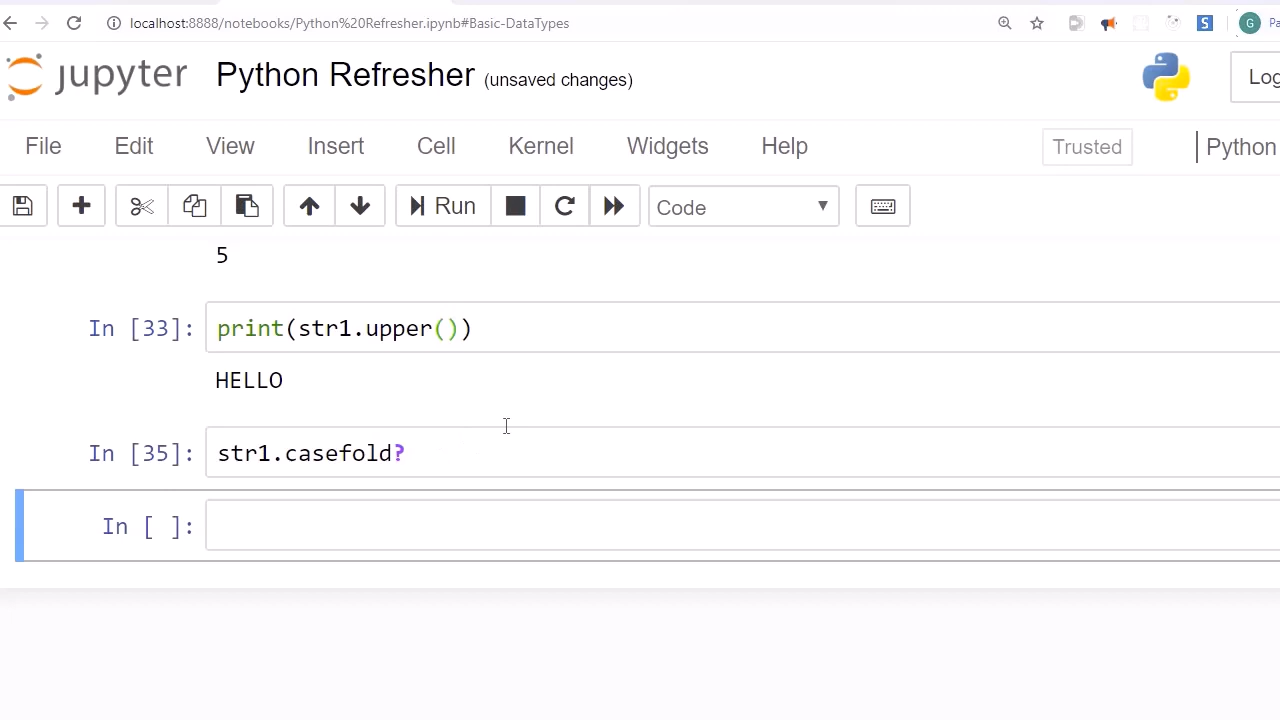 localhost:8888/notebooks/Python%20Refresher.ipynb#Basic-DataTypes S G Pa
jupyter Python Refresher (unsaved changes) Log
File Edit View Insert Cell Kernel Widgets Help Trusted Python
Run Code
5
In [33]: print(str1.upper())
HELLO
In [35]: str1.casefold?
In [ ]: